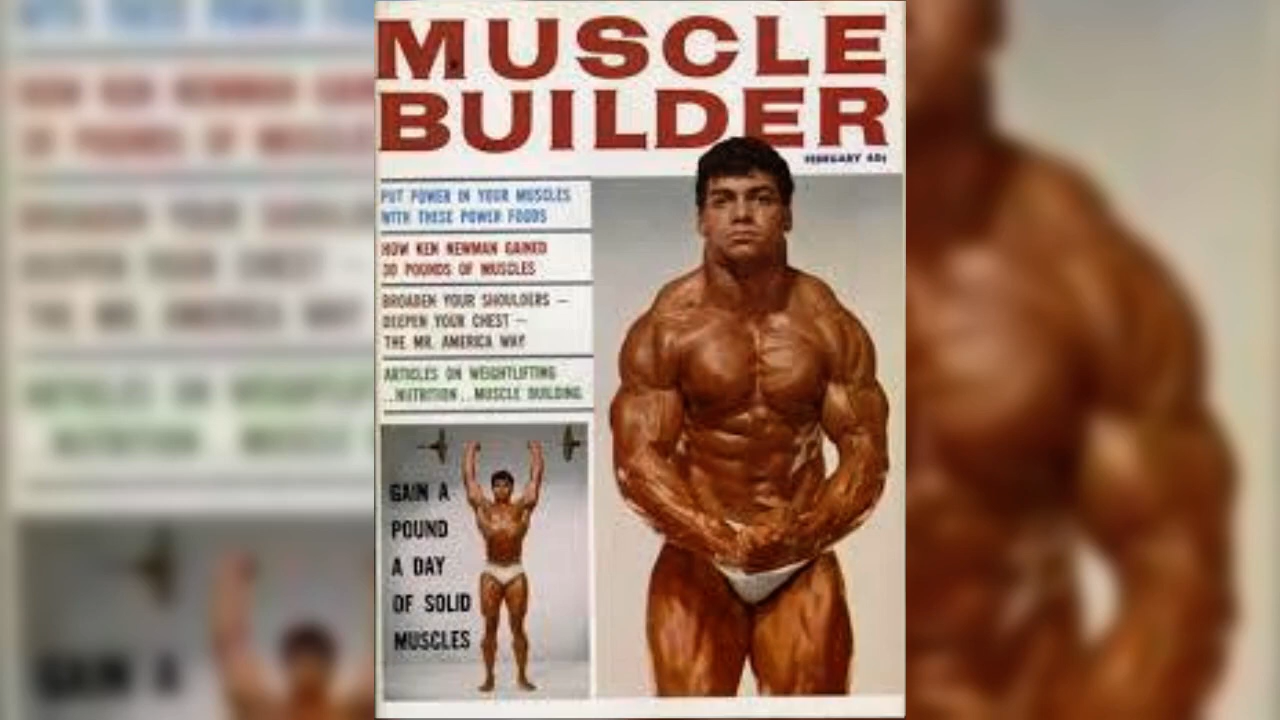 MUSCLE
BUILDER
FEBRUARY 60¢
PUT POWER IN YOUR MUSCLES
WITH THESE POWER FOODS
HOW KEN NEWMAN GAINED
30 POUNDS OF MUSCLES
BROADEN YOUR SHOULDERS —
DEEPEN YOUR CHEST —
THE MR. AMERICA WAY
ARTICLES ON WEIGHTLIFTING
..NUTRITION..MUSCLE BUILDING
GAIN A
POUND
A DAY
OF SOLID
MUSCLES